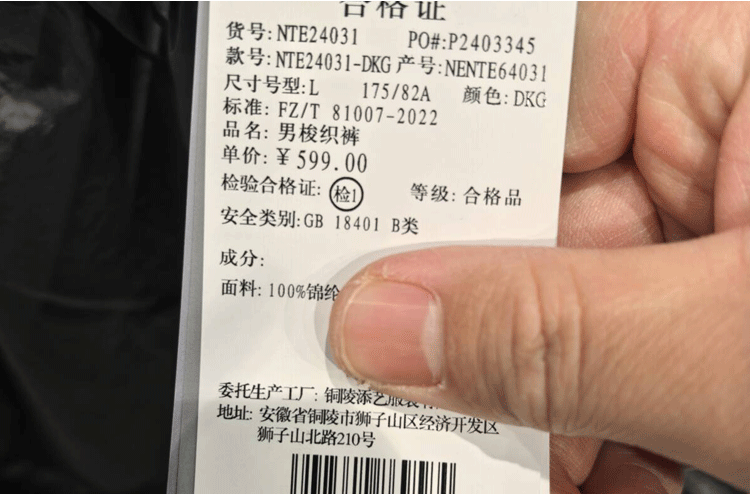 合格证
货号: NTE24031 PO#:P2403345
款号: NTE24031-DKG 产号: NENTE64031
尺寸号型: L 175/82A 颜色: DKG
标准: FZ/T 81007-2022
品名: 男梭织裤
单价: ¥ 599.00
检验合格证: 检1 等级: 合格品
安全类别: GB 18401 B类
成分:
面料: 100%锦纶
委托生产工厂: 铜陵添艺服装
地址: 安徽省铜陵市狮子山区经济开发区
狮子山北路210号